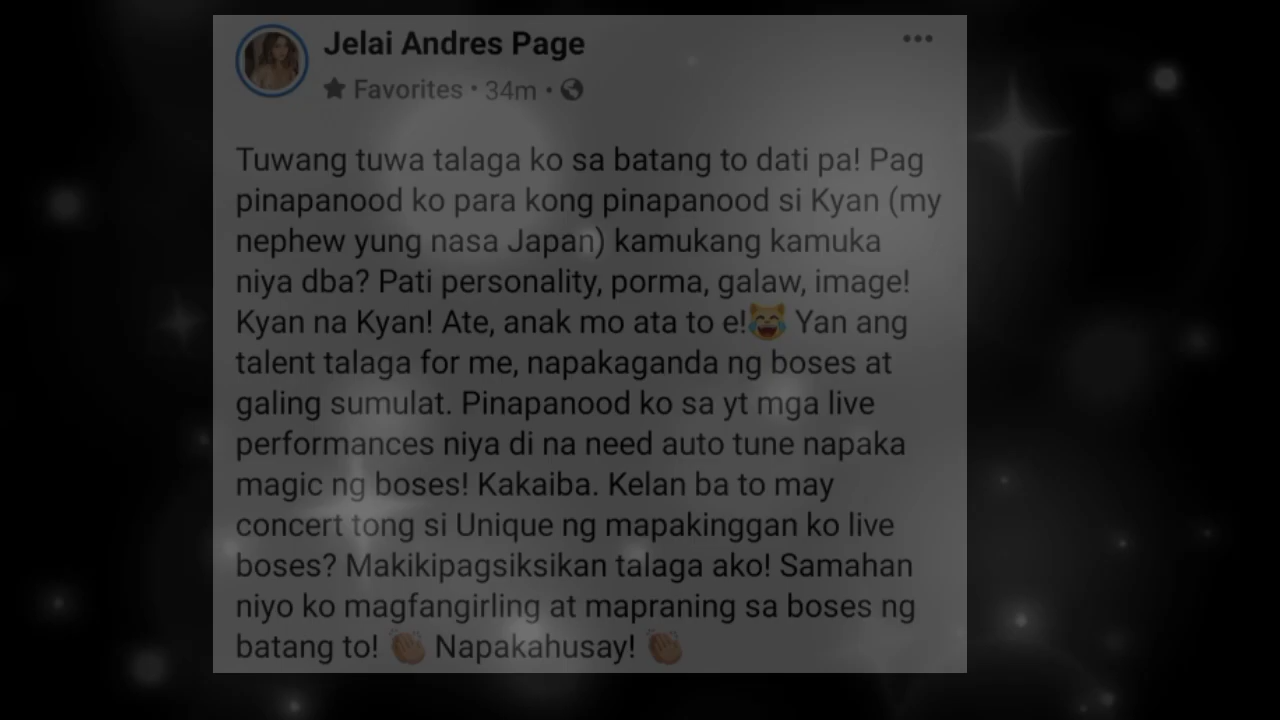 Jelai Andres Page
Favorites • 34m •
Tuwang tuwa talaga ko sa batang to dati pa! Pag
pinapanood ko para kong pinapanood si Kyan (my
nephew yung nasa Japan) kamukang kamuka
niya dba? Pati personality, porma, galaw, image!
Kyan na Kyan! Ate, anak mo ata to e!😹 Yan ang
talent talaga for me, napakaganda ng boses at
galing sumulat. Pinapanood ko sa yt mga live
performances niya di na need auto tune napaka
magic ng boses! Kakaiba. Kelan ba to may
concert tong si Unique ng mapakinggan ko live
boses? Makikipagsiksikan talaga ako! Samahan
niyo ko magfangirling at mapraning sa boses ng
batang to! 👏 Napakahusay! 👏